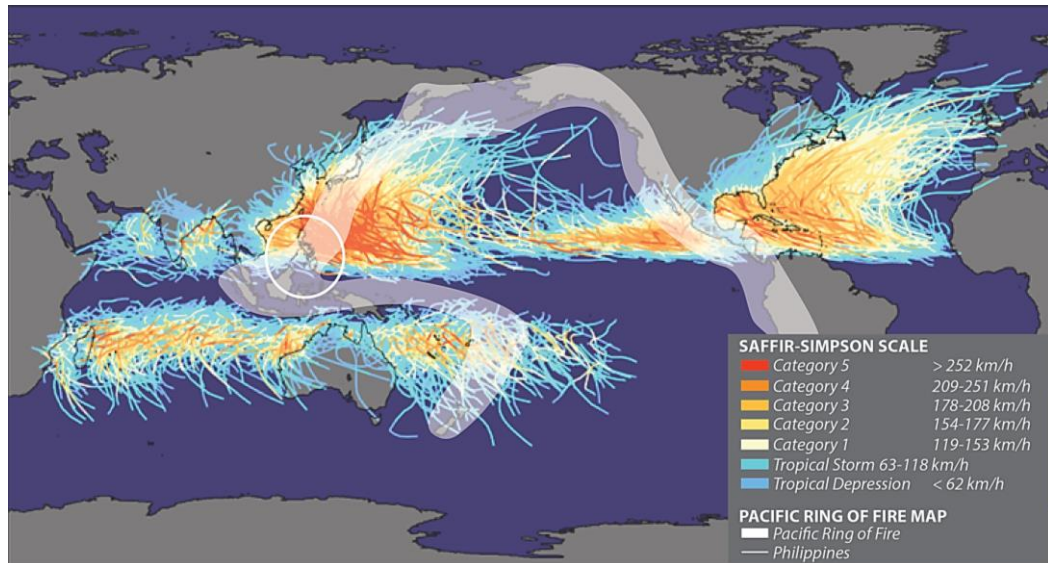 SAFFIR-SIMPSON SCALE
Category 5 > 252 km/h
Category 4 209-251 km/h
Category 3 178-208 km/h
Category 2 154-177 km/h
Category 1 119-153 km/h
Tropical Storm 63-118 km/h
Tropical Depression < 62 km/h
PACIFIC RING OF FIRE MAP
Pacific Ring of Fire
Philippines